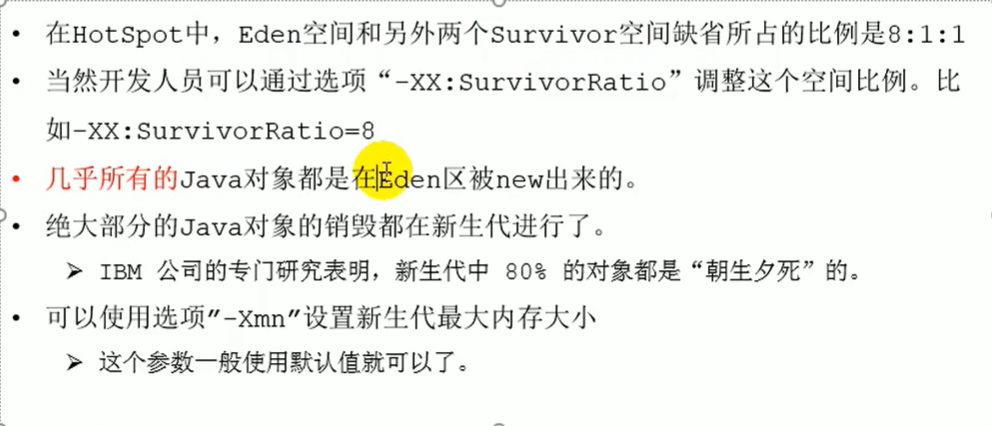 • 在HotSpot中，Eden空间和另外两个Survivor空间缺省所占的比例是8:1:1
• 当然开发人员可以通过选项“-XX:SurvivorRatio”调整这个空间比例。比
如-XX:SurvivorRatio=8
• 几乎所有的Java对象都是在Eden区被new出来的。
• 绝大部分的Java对象的销毁都在新生代进行了。
➢ IBM 公司的专门研究表明，新生代中 80% 的对象都是“朝生夕死”的。
• 可以使用选项"-Xmn"设置新生代最大内存大小
➢ 这个参数一般使用默认值就可以了。